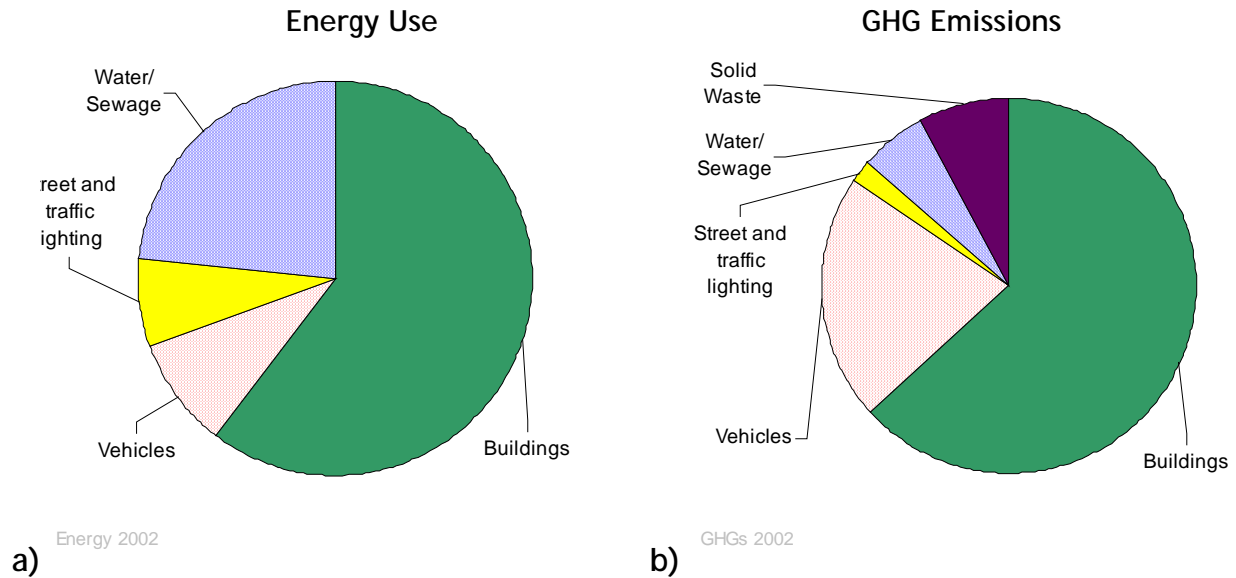 Energy Use
Water/
Sewage
reet and
traffic
ighting
Vehicles
Buildings
Energy 2002
a)
GHG Emissions
Solid
Waste
Water/
Sewage
Street and
traffic
lighting
Vehicles
Buildings
GHGs 2002
b)